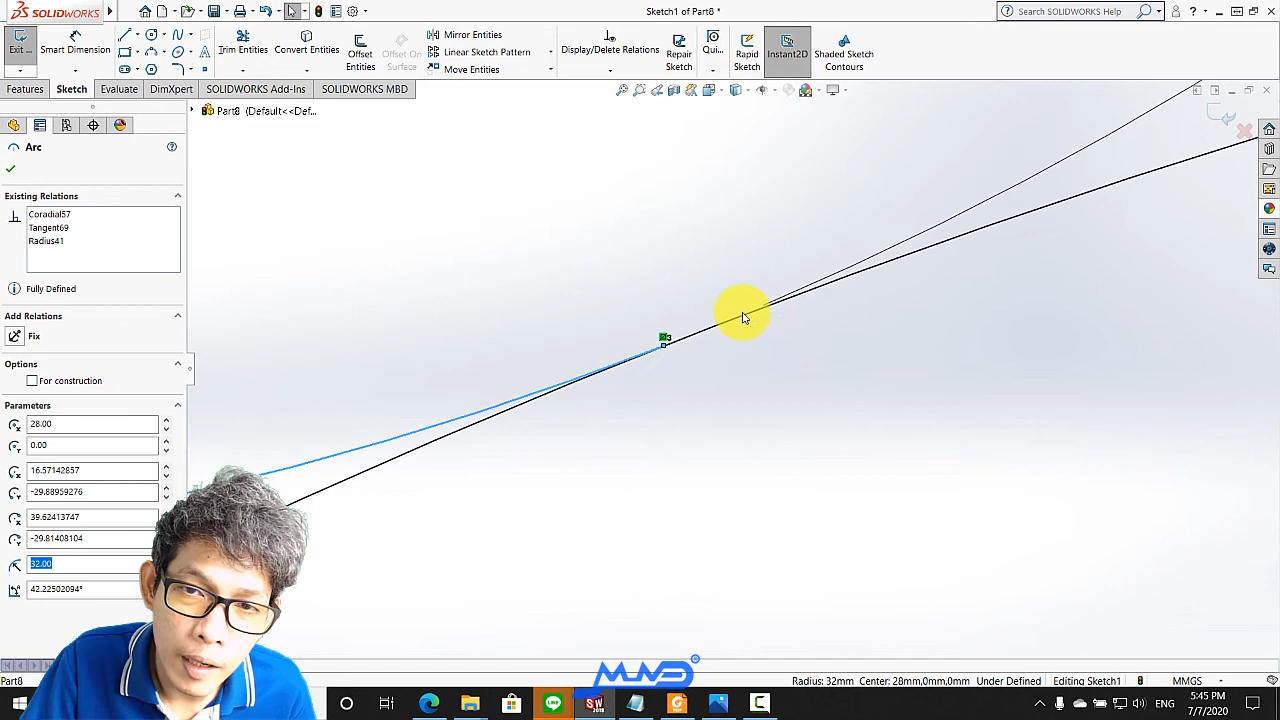 SOLIDWORKS
Sketch1 of Part8 *
Search SOLIDWORKS Help
Exit ...
Smart Dimension
Trim Entities
Convert Entities
Offset Entities
Offset On Surface
Mirror Entities
Linear Sketch Pattern
Move Entities
Display/Delete Relations
Repair Sketch
Qui...
Rapid Sketch
Instant2D
Shaded Sketch Contours
Features
Sketch
Evaluate
DimXpert
SOLIDWORKS Add-Ins
SOLIDWORKS MBD
Part8 (Default<<Def...
Arc
Existing Relations
Coradial57
Tangent69
Radius41
Fully Defined
Add Relations
Fix
Options
For construction
Parameters
28.00
0.00
16.57142857
-29.88959276
39.62413747
-29.81408104
32.00
42.22502094°
Part8
Radius: 32mm Center: 28mm,0mm,0mm
Under Defined
Editing Sketch1
MMGS
ENG
5:45 PM
7/7/2020